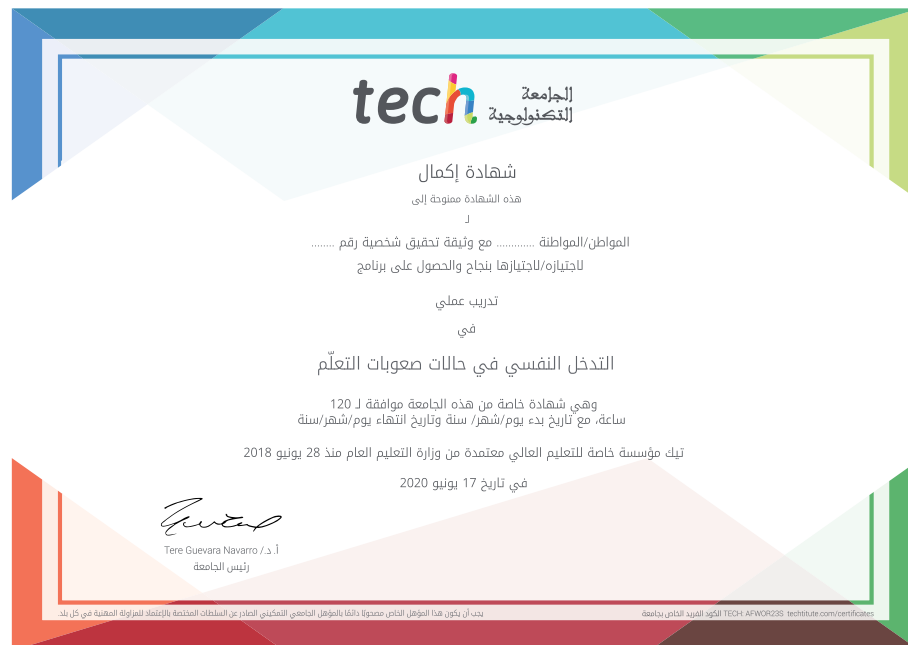 tech الجامعة
التكنولوجية
شهادة إكمال
هذه الشهادة ممنوحة إلى
لـ
المواطن/المواطنة ............ مع وثيقة تحقيق شخصية رقم ........
لاجتيازه/لاجتيازها بنجاح والحصول على برنامج
تدريب عملي
في
التدخل النفسي في حالات صعوبات التعلّم
وهي شهادة خاصة من هذه الجامعة موافقة لـ 120
ساعة، مع تاريخ بدء يوم/شهر/ سنة وتاريخ انتهاء يوم/شهر/سنة
تيك مؤسسة خاصة للتعليم العالي معتمدة من وزارة التعليم العام منذ 28 يونيو 2018
في تاريخ 17 يونيو 2020
أ.د./ Tere Guevara Navarro
رئيس الجامعة
يجب أن يكون هذا المؤهل الخاص مصحوبًا دائمًا بالمؤهل الجامعي التمكيني الصادر عن السلطات المختصة بالإعتماد للمزاولة المهنية في كل بلد.
الكود الفريد الخاص بجامعة TECH: AFWOR23S techtitute.com/certificates